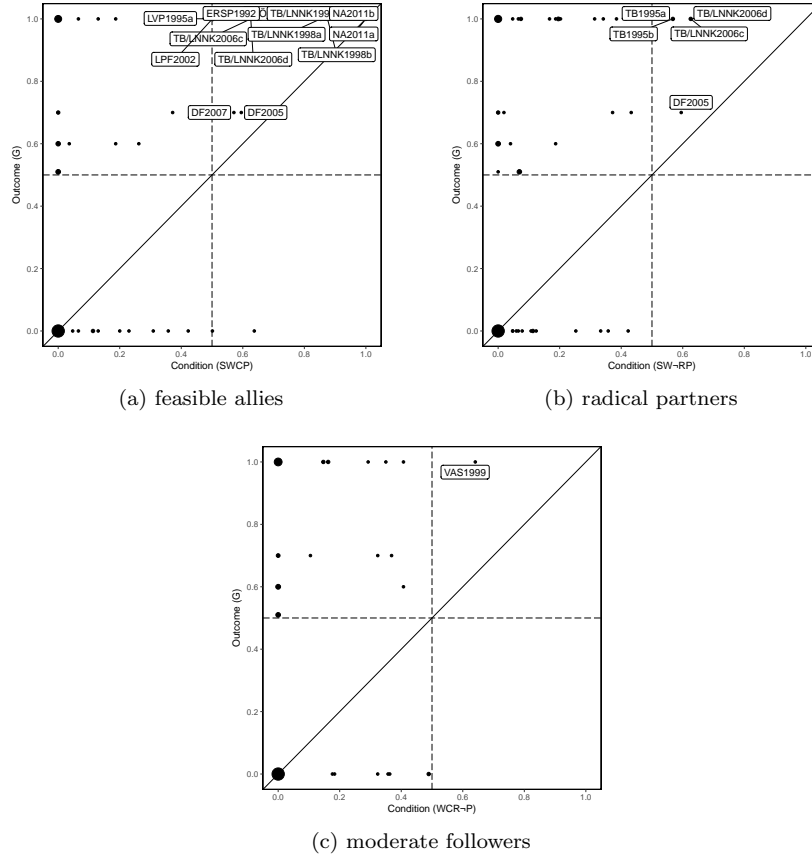 LVP1995a
ERSP1992
Ö
TB/LNNK199
NA2011b
TB/LNNK2006c
TB/LNNK1998a
NA2011a
LPF2002
TB/LNNK2006d
TB/LNNK1998b
DF2007
DF2005
1.0
0.8
0.6
0.4
0.2
0.0
Outcome (G)
0.0 0.2 0.4 0.6 0.8 1.0
Condition (SWCP)
(a) feasible allies
TB1995a
TB/LNNK2006d
TB1995b
TB/LNNK2006c
DF2005
1.0
0.8
0.6
0.4
0.2
0.0
Outcome (G)
0.0 0.2 0.4 0.6 0.8 1.0
Condition (SW¬RP)
(b) radical partners
VAS1999
1.0
0.8
0.6
0.4
0.2
0.0
Outcome (G)
0.0 0.2 0.4 0.6 0.8 1.0
Condition (WCR¬P)
(c) moderate followers